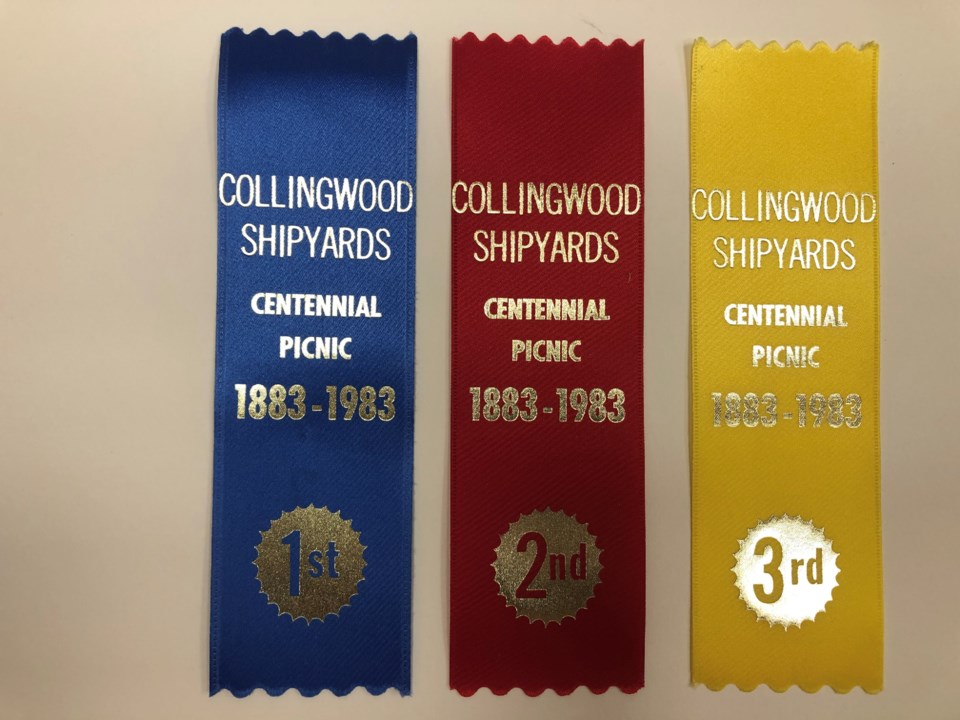 COLLINGWOOD
SHIPYARDS
CENTENNIAL
PICNIC
1883-1983
1st
COLLINGWOOD
SHIPYARDS
CENTENNIAL
PICNIC
1883-1983
2nd
COLLINGWOOD
SHIPYARDS
CENTENNIAL
PICNIC
1883-1983
3rd